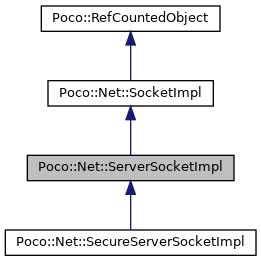 Poco::RefCountedObject
Poco::Net::SocketImpl
Poco::Net::ServerSocketImpl
Poco::Net::SecureServerSocketImpl